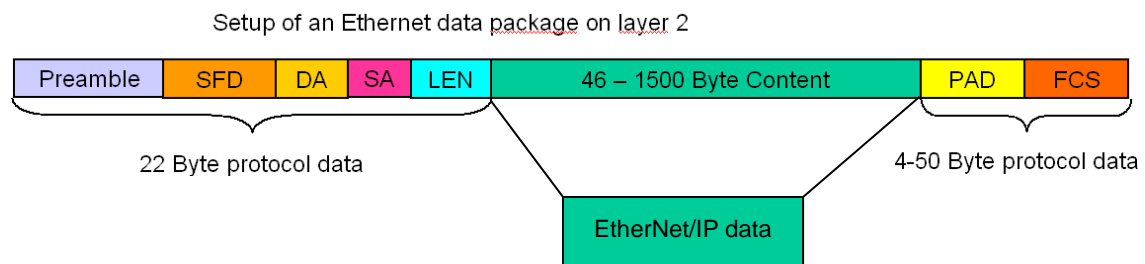 Setup of an Ethernet data package on layer 2
Preamble SFD DA SA LEN 46 – 1500 Byte Content PAD FCS
22 Byte protocol data
4-50 Byte protocol data
EtherNet/IP data